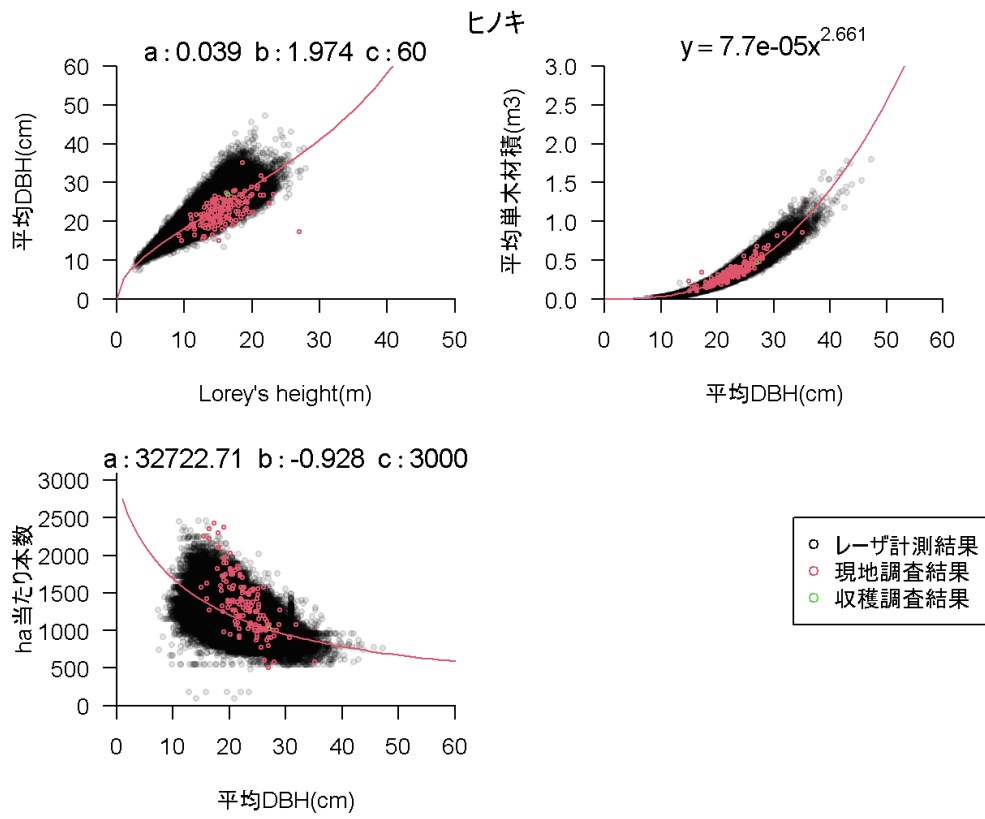 ヒノキ
a : 0.039 b : 1.974 c : 60
平均DBH(cm)
60
50
40
30
20
10
0
0 10 20 30 40 50
Lorey's height(m)
y = 7.7e-05x^2.661
平均単木材積(m3)
3.0
2.5
2.0
1.5
1.0
0.5
0.0
0 10 20 30 40 50 60
平均DBH(cm)
a : 32722.71 b : -0.928 c : 3000
ha当たり本数
3000
2500
2000
1500
1000
500
0
0 10 20 30 40 50 60
平均DBH(cm)
レーザ計測結果
現地調査結果
収穫調査結果